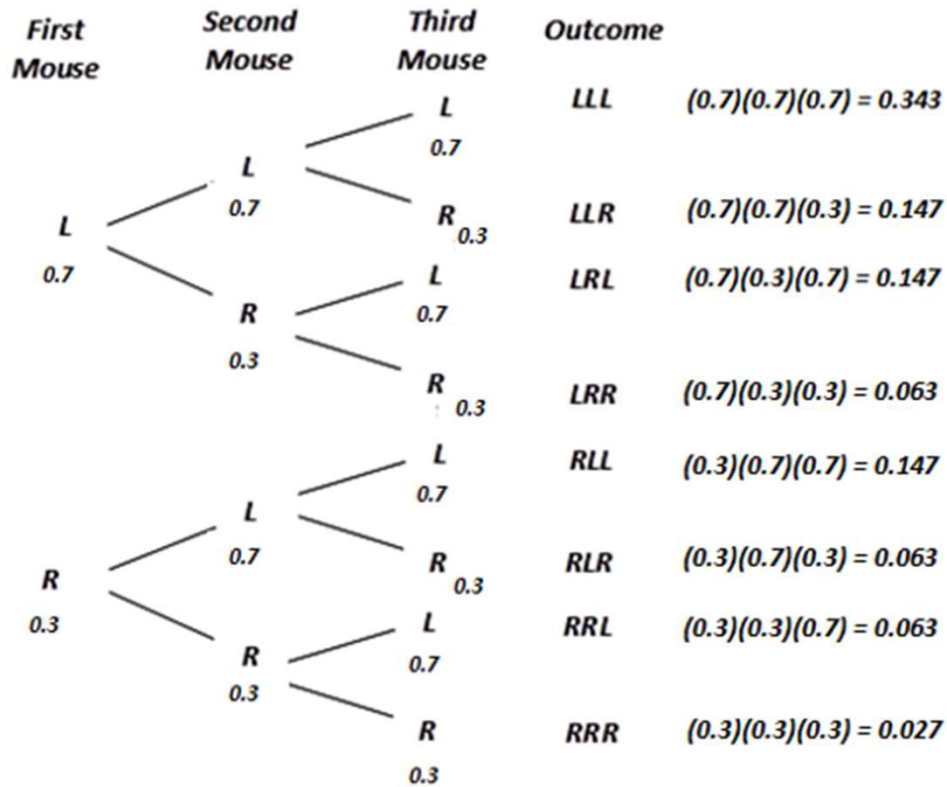 First Mouse
Second Mouse
Third Mouse
Outcome
L
0.7
L
0.7
L
0.7
LLL (0.7)(0.7)(0.7) = 0.343
R
0.3
LLR (0.7)(0.7)(0.3) = 0.147
R
0.3
L
0.7
LRL (0.7)(0.3)(0.7) = 0.147
R
0.3
LRR (0.7)(0.3)(0.3) = 0.063
R
0.3
L
0.7
L
0.7
RLL (0.3)(0.7)(0.7) = 0.147
R
0.3
RLR (0.3)(0.7)(0.3) = 0.063
R
0.3
L
0.7
RRL (0.3)(0.3)(0.7) = 0.063
R
0.3
RRR (0.3)(0.3)(0.3) = 0.027